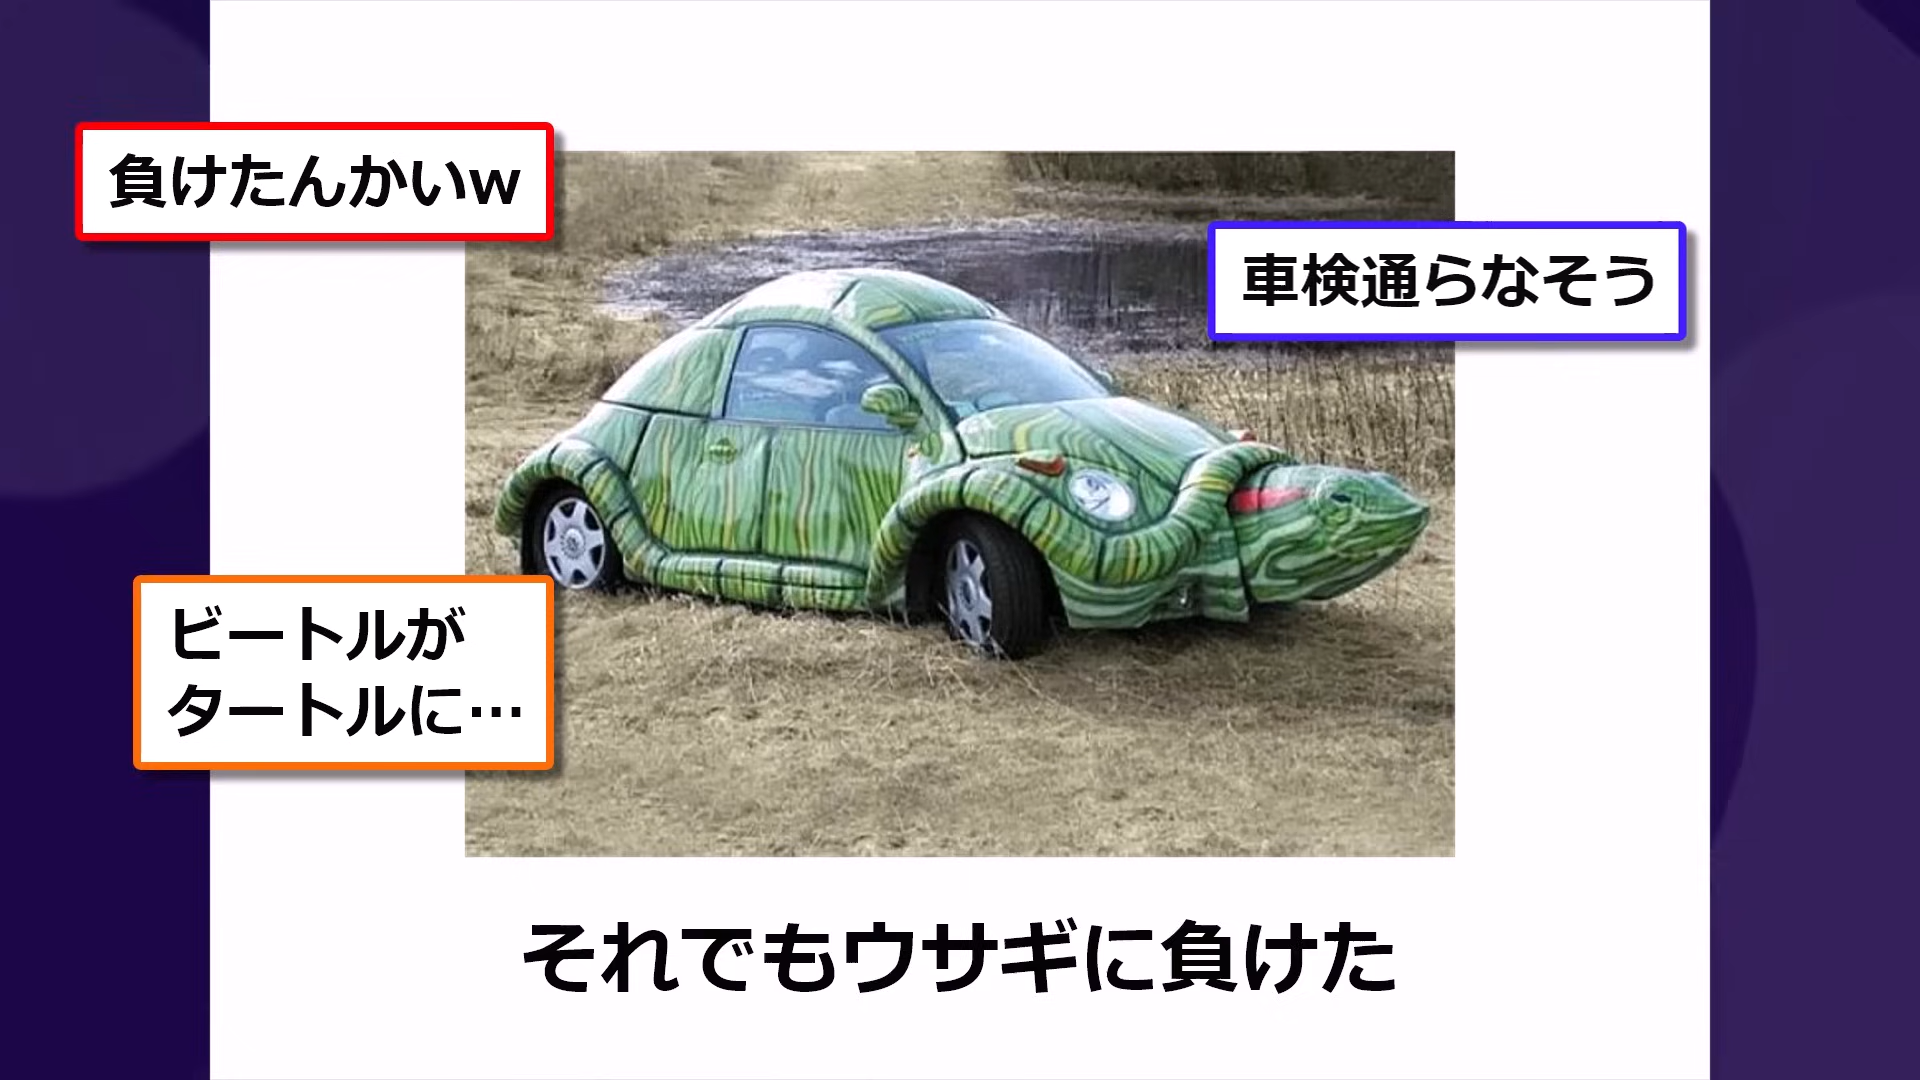 負けたんかいw
車検通らなそう
ビートルが
タートルに…
それでもウサギに負けた